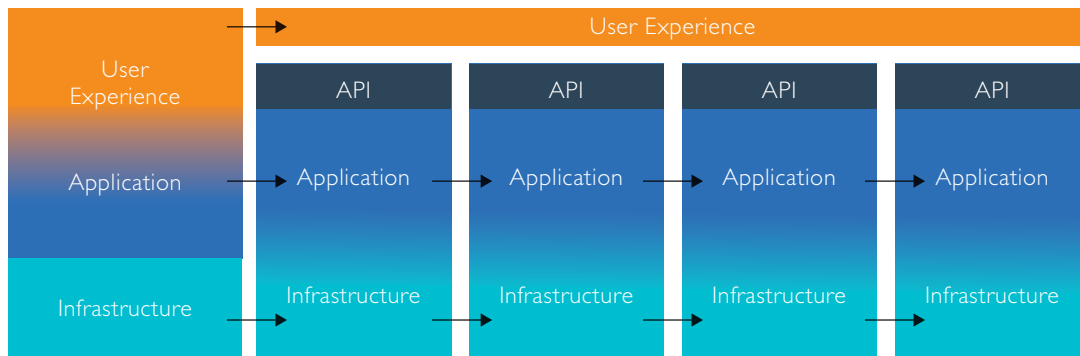 User Experience
User
Experience
API
API
API
API
Application
Application
Application
Application
Application
Infrastructure
Infrastructure
Infrastructure
Infrastructure
Infrastructure